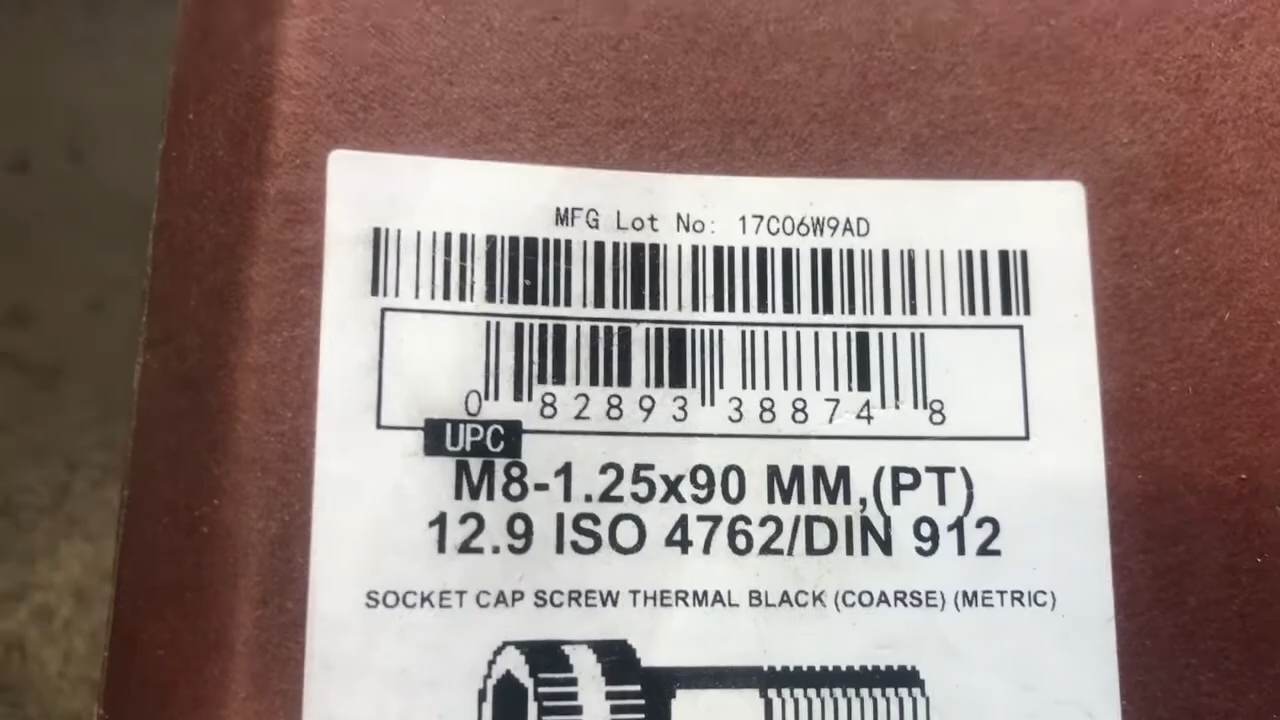 MFG Lot No: 17C06W9AD
0 82893 38874 8
UPC
M8-1.25x90 MM,(PT)
12.9 ISO 4762/DIN 912
SOCKET CAP SCREW THERMAL BLACK (COARSE) (METRIC)